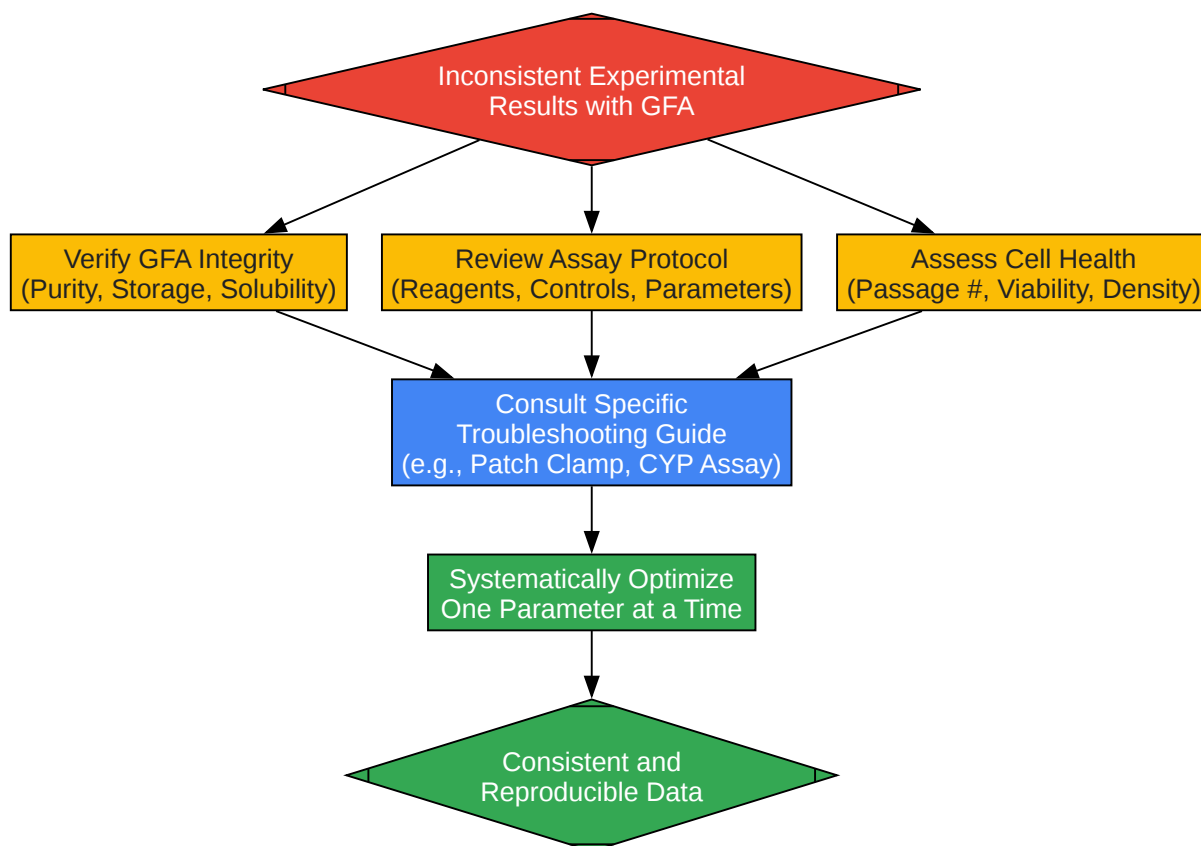 Inconsistent Experimental
Results with GFA
Verify GFA Integrity
(Purity, Storage, Solubility)
Review Assay Protocol
(Reagents, Controls, Parameters)
Assess Cell Health
(Passage #, Viability, Density)
Consult Specific
Troubleshooting Guide
(e.g., Patch Clamp, CYP Assay)
Systematically Optimize
One Parameter at a Time
Consistent and
Reproducible Data